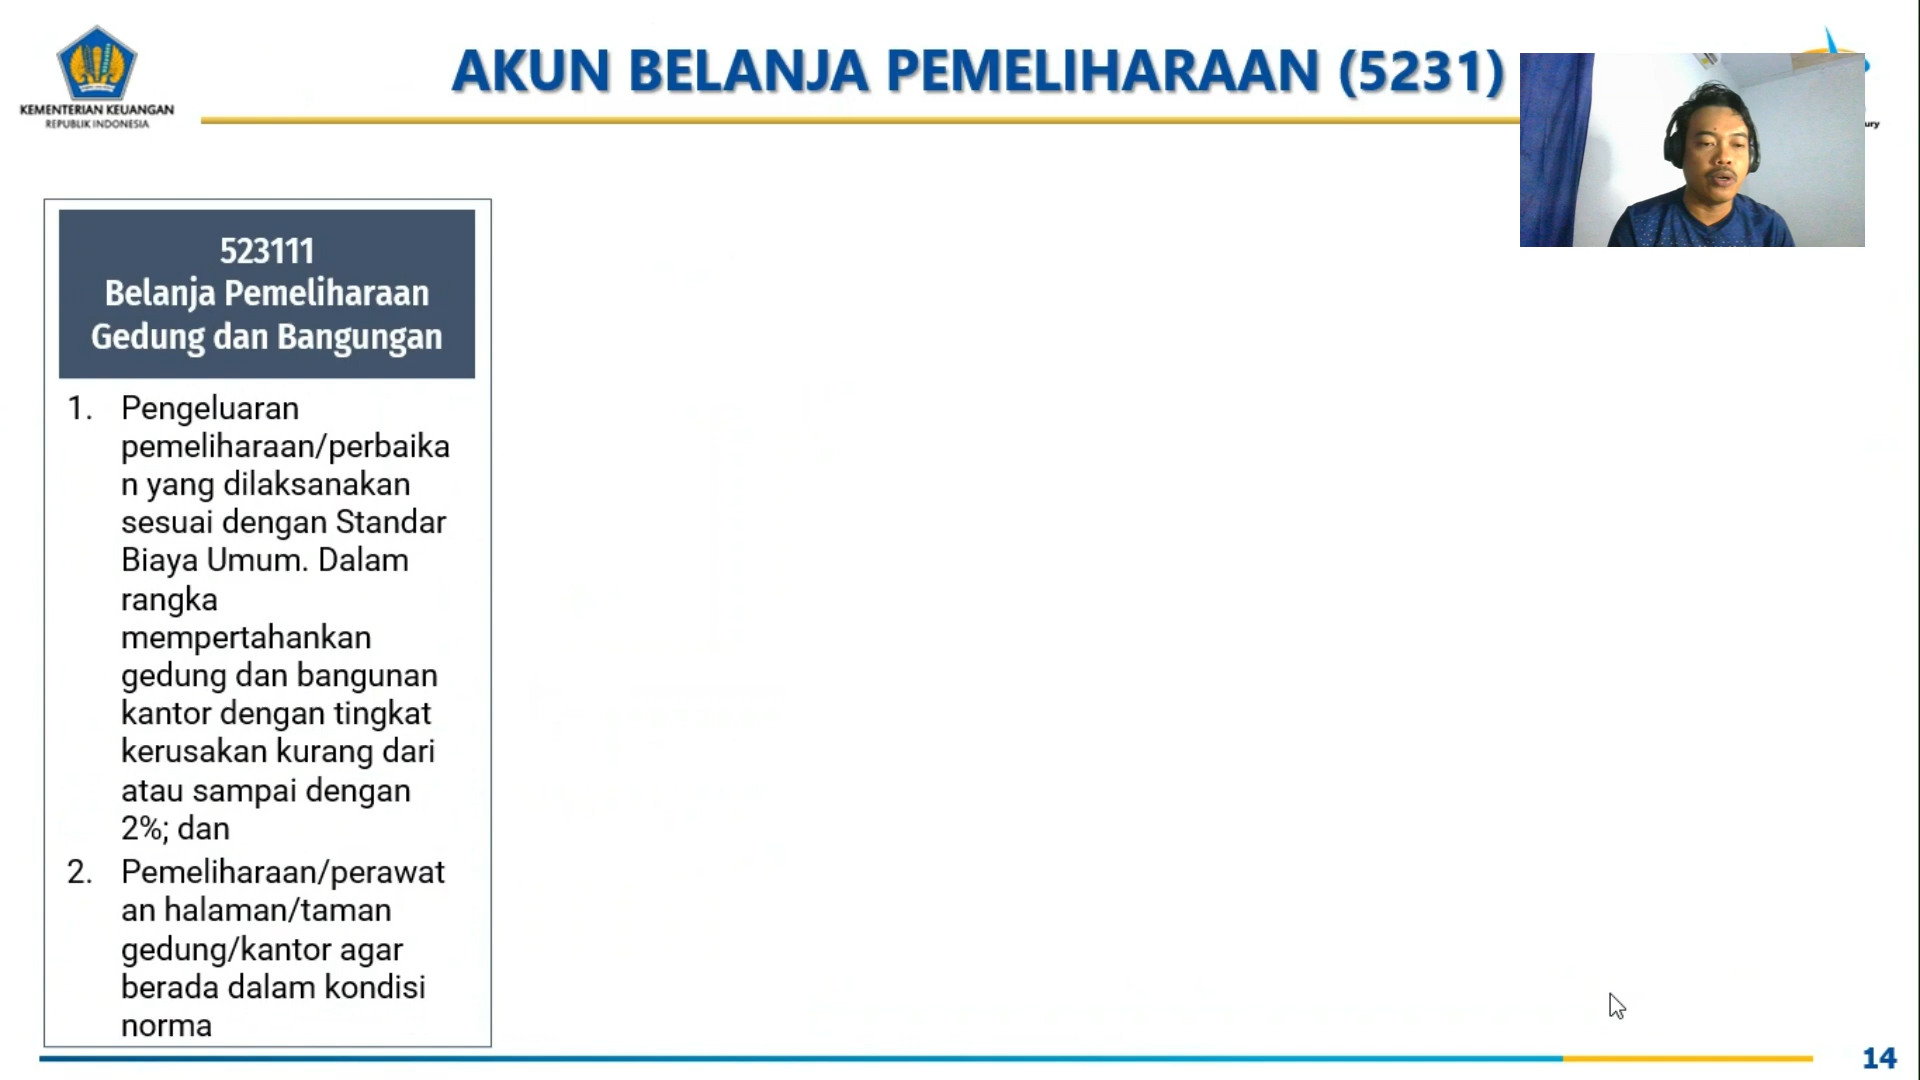 KEMENTERIAN KEUANGAN
REPUBLIK INDONESIA
AKUN BELANJA PEMELIHARAAN (5231)
ury
523111
Belanja Pemeliharaan
Gedung dan Bangungan
1. Pengeluaran
pemeliharaan/perbaika
n yang dilaksanakan
sesuai dengan Standar
Biaya Umum. Dalam
rangka
mempertahankan
gedung dan bangunan
kantor dengan tingkat
kerusakan kurang dari
atau sampai dengan
2%; dan
2. Pemeliharaan/perawat
an halaman/taman
gedung/kantor agar
berada dalam kondisi
norma
14